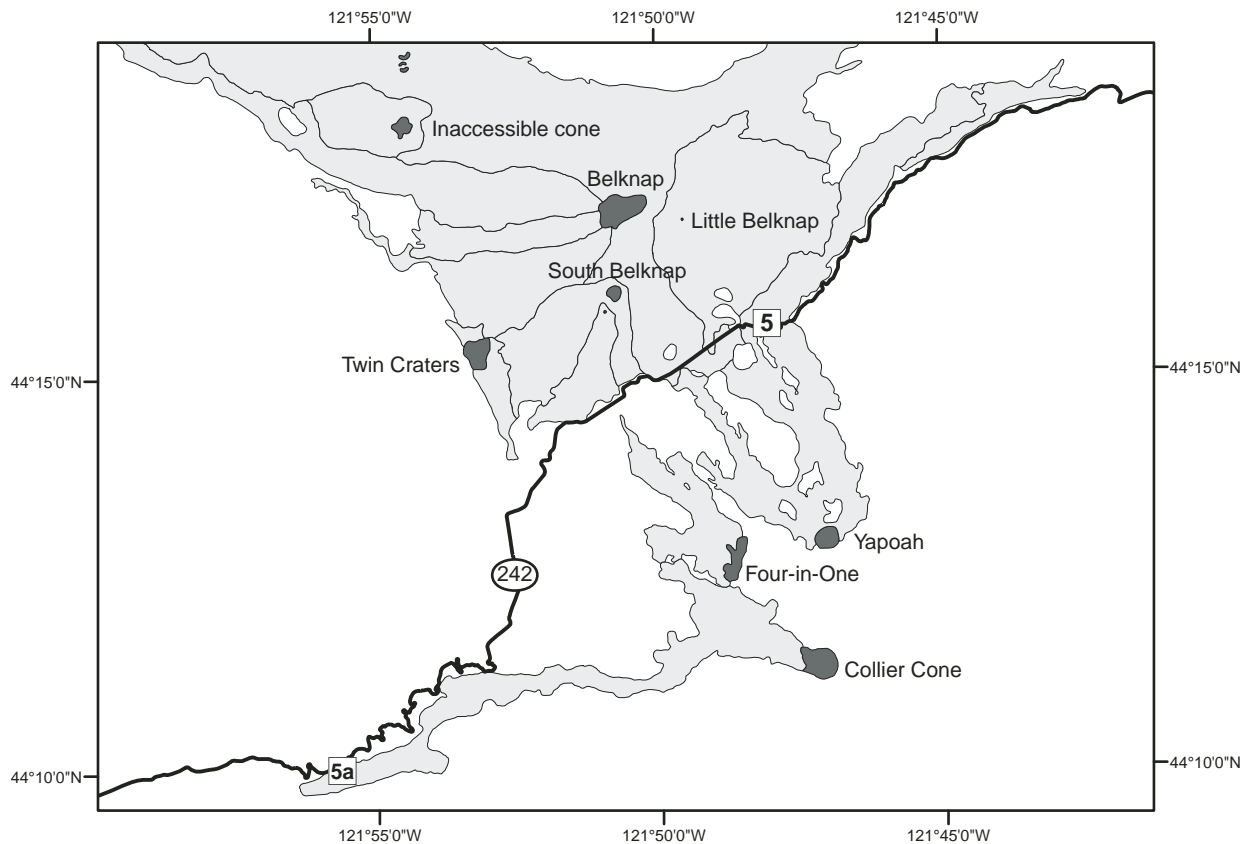 121°55'0"W
121°50'0"W
121°45'0"W
Inaccessible cone
Belknap
Little Belknap
South Belknap
5
Twin Craters
44°15'0"N
44°15'0"N
Yapoah
242
Four-in-One
Collier Cone
5a
44°10'0"N
44°10'0"N
121°55'0"W
121°50'0"W
121°45'0"W